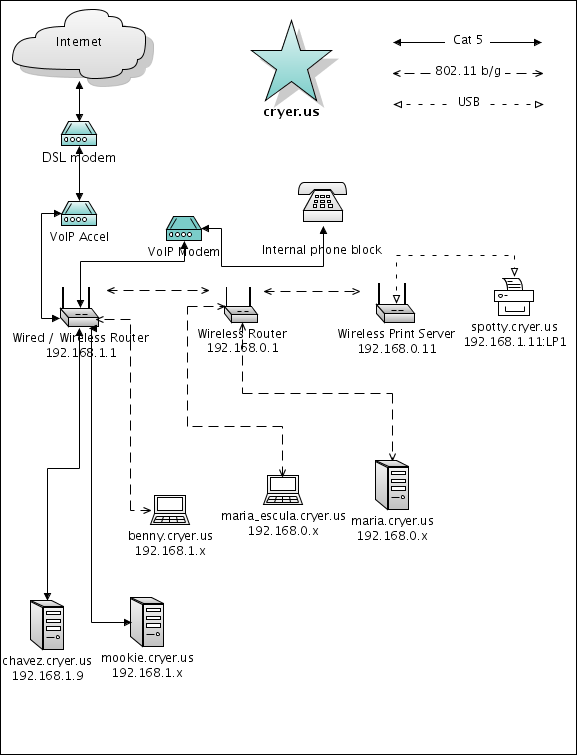 Internet
cryer.us
Cat 5
802.11 b/g
USB
DSL modem
VoIP Accel
VoIP Modem
Internal phone block
Wired / Wireless Router
192.168.1.1
Wireless Router
192.168.0.1
Wireless Print Server
192.168.0.11
spotty.cryer.us
192.168.1.11:LP1
benny.cryer.us
192.168.1.x
maria_escula.cryer.us
192.168.0.x
maria.cryer.us
192.168.0.x
chavez.cryer.us
192.168.1.9
mookie.cryer.us
192.168.1.x